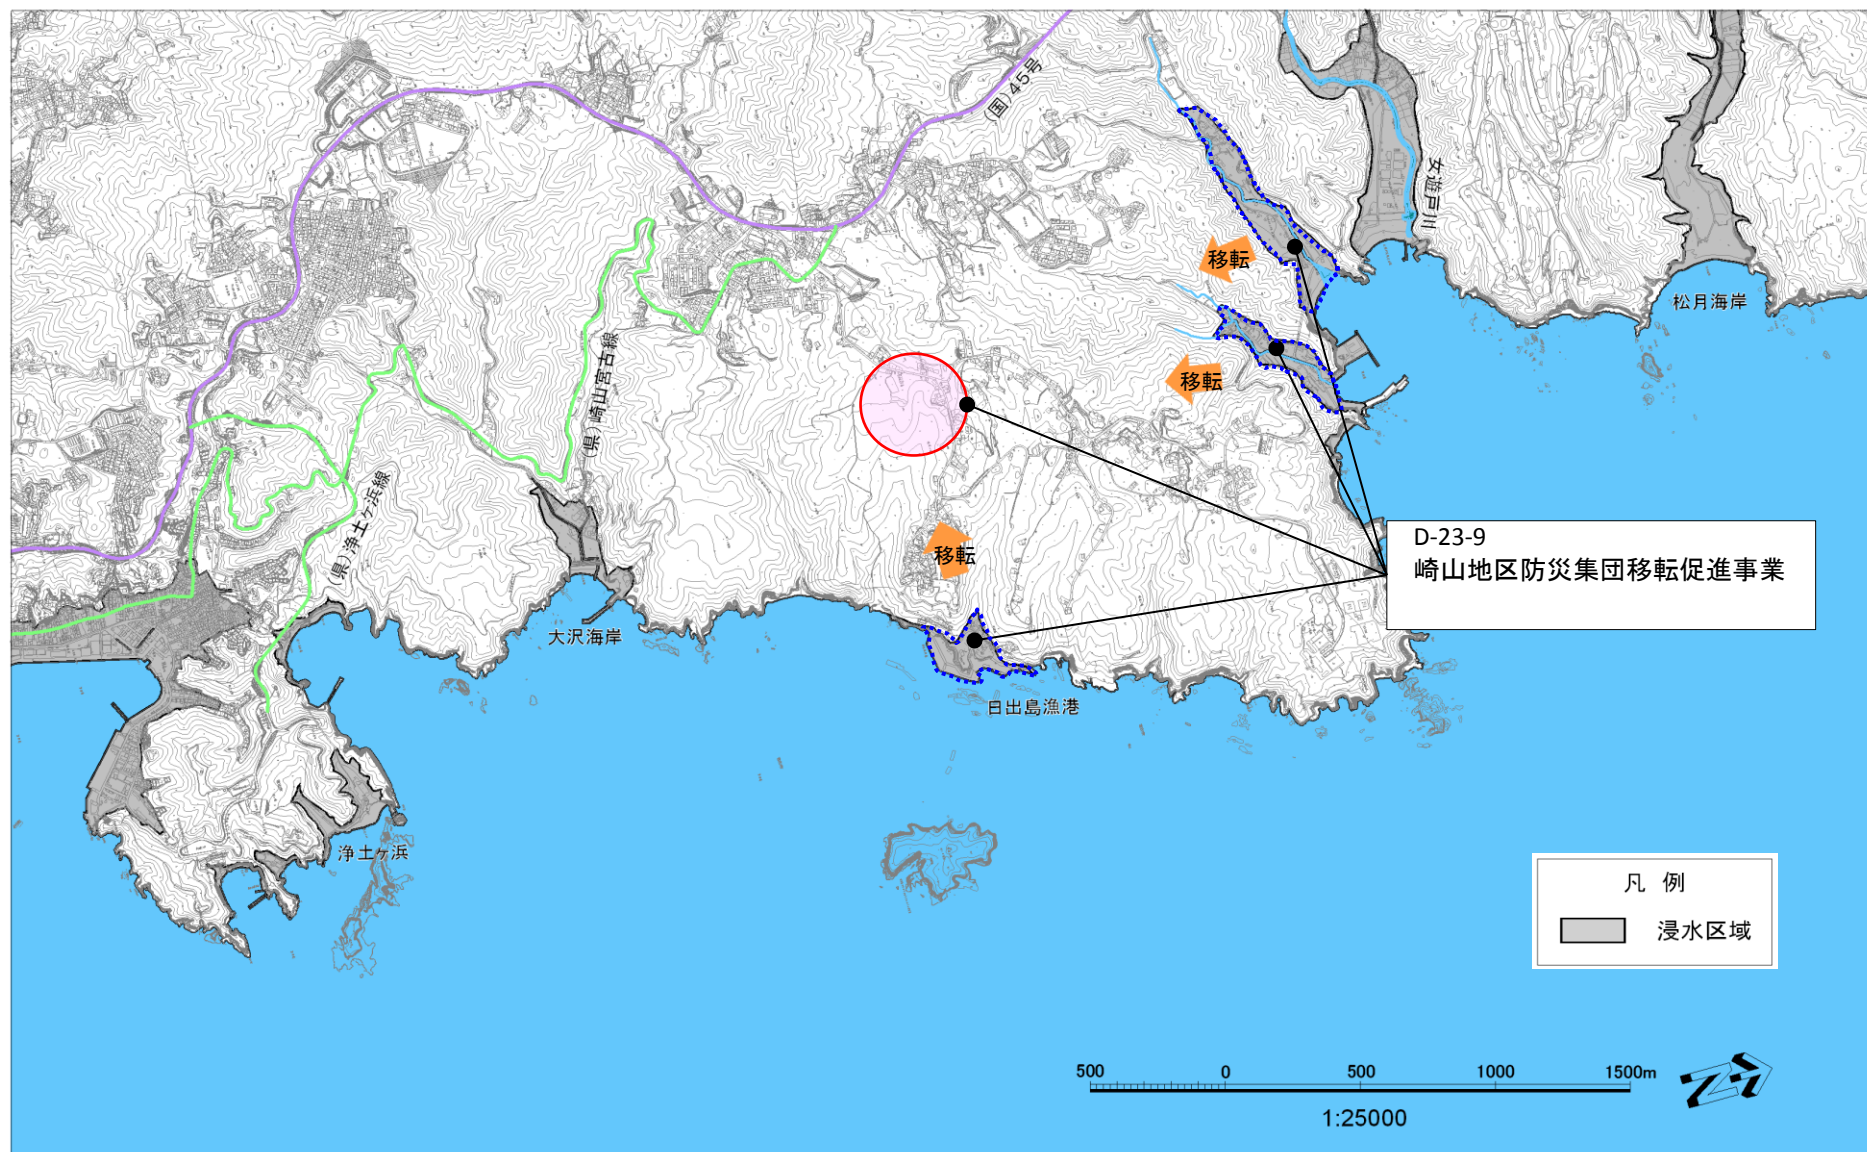 (国)45号
女遊戸川
移転
松月海岸
(県)崎山宮古線
移転
(県)浄土ヶ浜線
D-23-9
崎山地区防災集団移転促進事業
移転
大沢海岸
日出島漁港
浄土ヶ浜
凡 例
浸水区域
500 0 500 1000 1500m
1:25000